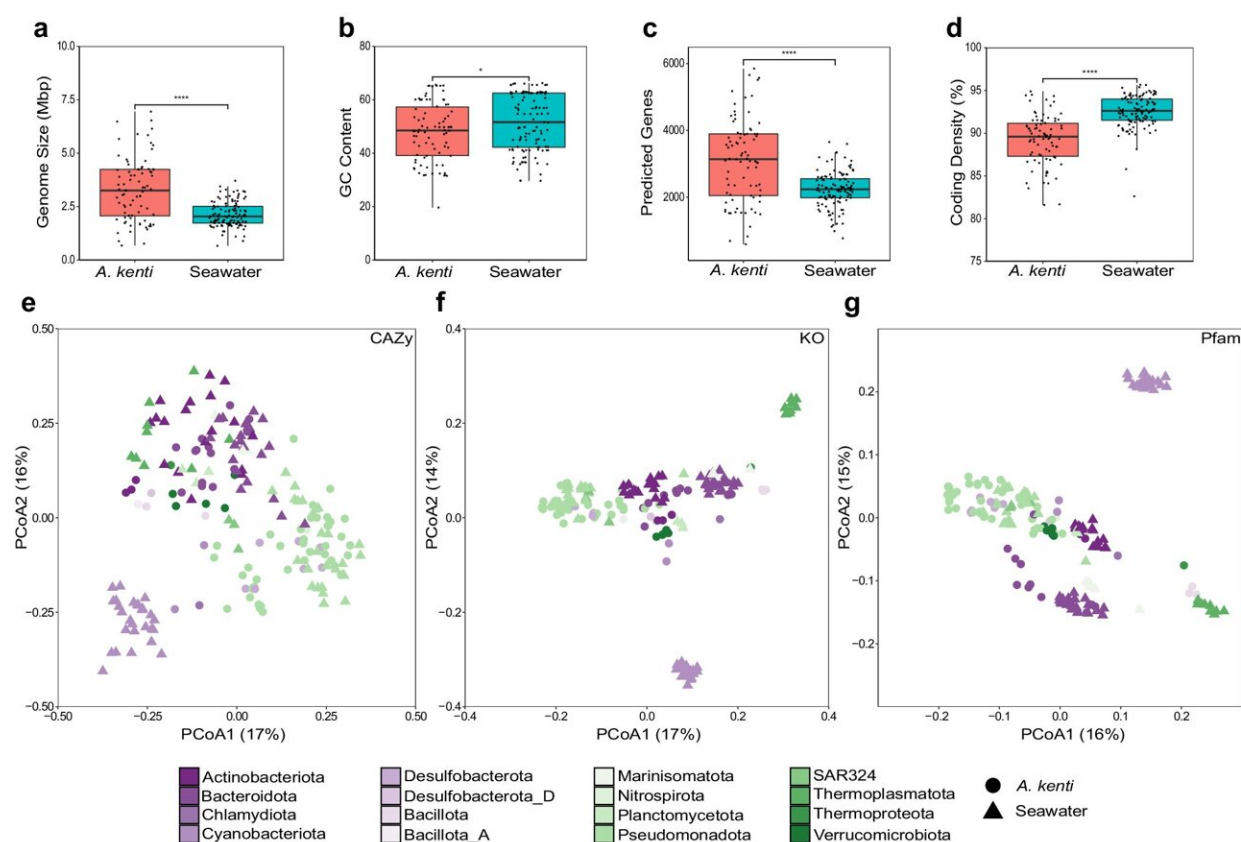 a
b
c
d
10.0
7.5
5.0
2.5
0.0
Genome Size (Mbp)
****
A. kenti
Seawater
80
60
40
20
0
GC Content
*
A. kenti
Seawater
6000
4000
2000
Predicted Genes
****
A. kenti
Seawater
100
95
90
85
80
75
Coding Density (%)
****
A. kenti
Seawater
e
f
g
CAZy
0.50
0.25
0.00
−0.25
−0.50
PCoA2 (16%)
−0.50
−0.25
0.00
0.25
0.50
PCoA1 (17%)
KO
0.4
0.2
0.0
−0.2
−0.4
PCoA2 (14%)
−0.4
−0.2
0.0
0.2
0.4
PCoA1 (17%)
Pfam
0.2
0.1
0.0
−0.1
−0.2
PCoA2 (15%)
−0.2
−0.1
0.0
0.1
0.2
PCoA1 (16%)
Actinobacteriota
Bacteroidota
Chlamydiota
Cyanobacteriota
Desulfobacterota
Desulfobacterota_D
Bacillota
Bacillota_A
Marinisomatota
Nitrospirota
Planctomycetota
Pseudomonadota
SAR324
Thermoplasmatota
Thermoproteota
Verrucomicrobiota
A. kenti
Seawater